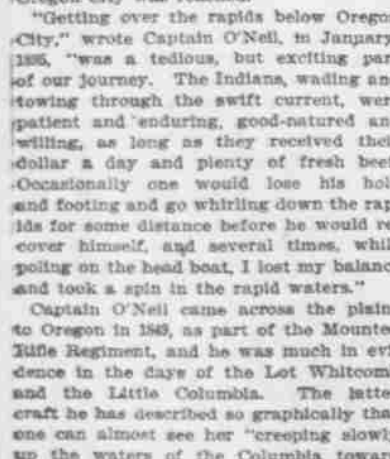 "Getting over the rapids below Orego
City," wrote Captain O'Neil, in January
1895, "was a tedious, but exciting par
of our journey. The Indians, wading an
towing through the swift current, wer
patient and enduring, good-natured an
willing, as long as they received thei
dollar a day and plenty of fresh beef
Occasionally one would lose his hol
and footing and go whirling down the rap
ids for some distance before he would re
cover himself, and several times, whil
poling on the head boat, I lost my balanc
and took a spin in the rapid waters."
Captain O'Neil came across the plain
to Oregon in 1849, as part of the Mounte
Rifle Regiment, and he was much in evi
dence in the days of the Lot Whitcom
and the Little Columbia. The latte
craft he has described so graphically tha
one can almost see her "creeping slowl
up the waters of the Columbia towar